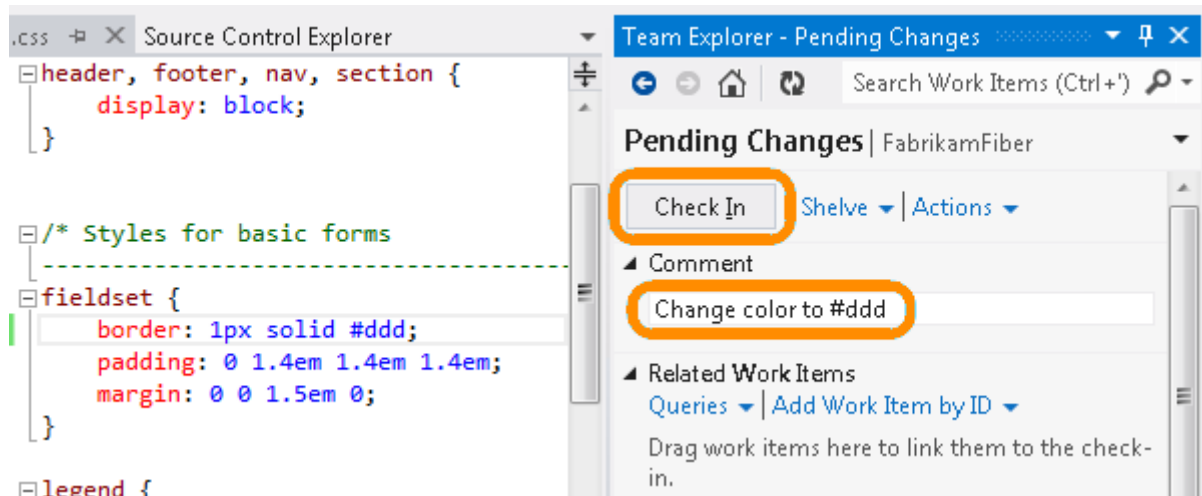 .css Source Control Explorer
header, footer, nav, section {
display: block;
}
/* Styles for basic forms
-----------------------------------
fieldset {
border: 1px solid #ddd;
padding: 0 1.4em 1.4em 1.4em;
margin: 0 0 1.5em 0;
}
legend {
Team Explorer - Pending Changes
Search Work Items (Ctrl+')
Pending Changes | FabrikamFiber
Check In Shelve | Actions
Comment
Change color to #ddd
Related Work Items
Queries | Add Work Item by ID
Drag work items here to link them to the check-
in.